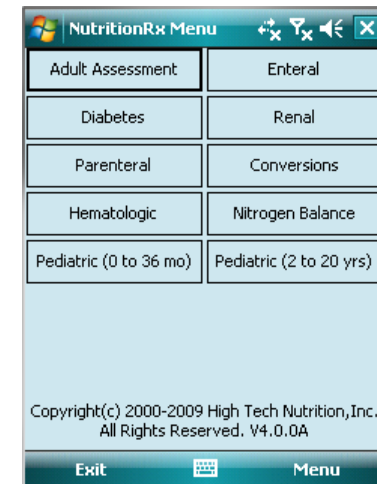 NutritionRx Menu
Adult Assessment
Enteral
Diabetes
Renal
Parenteral
Conversions
Hematologic
Nitrogen Balance
Pediatric (0 to 36 mo)
Pediatric (2 to 20 yrs)
Copyright(c) 2000-2009 High Tech Nutrition,Inc.
All Rights Reserved. V4.0.0A
Exit
Menu